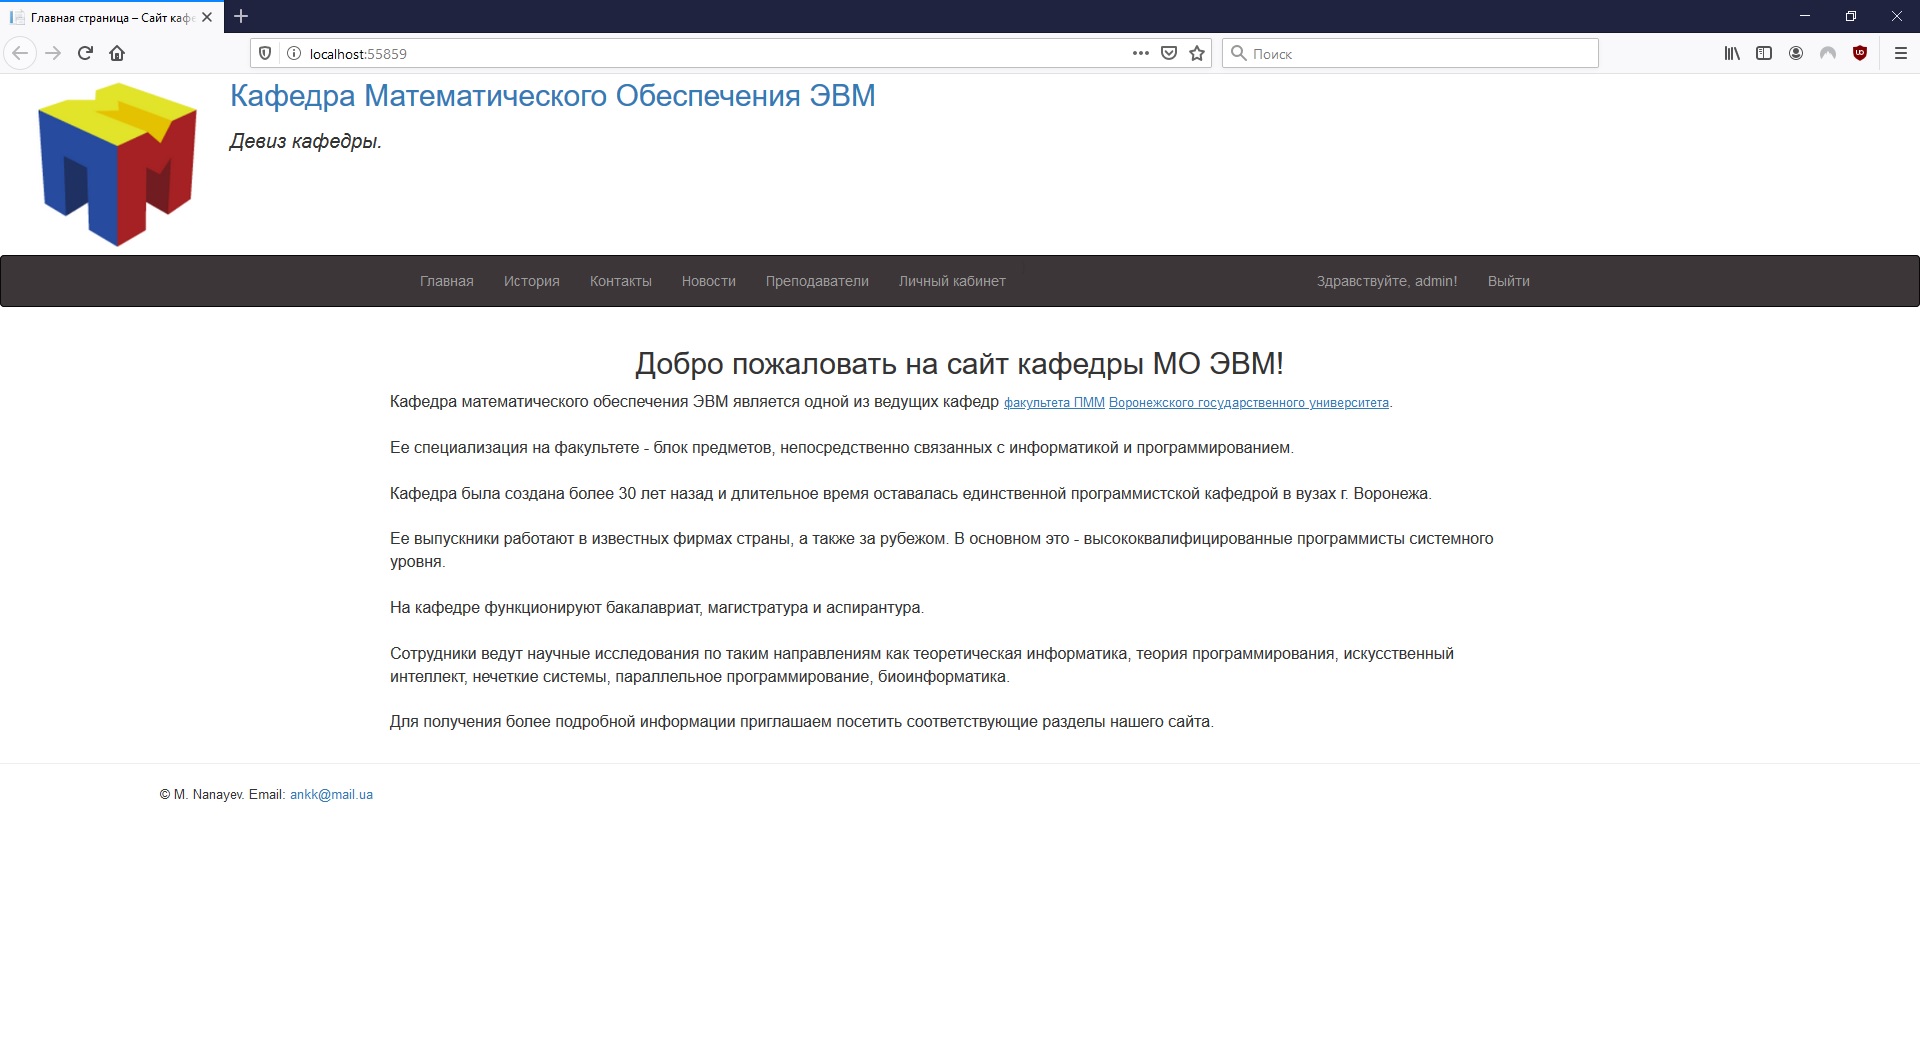 Главная страница – Сайт каф
localhost:55859
Поиск
Кафедра Математического Обеспечения ЭВМ
Девиз кафедры.
Главная История Контакты Новости Преподаватели Личный кабинет Здравствуйте, admin! Выйти
Добро пожаловать на сайт кафедры МО ЭВМ!
Кафедра математического обеспечения ЭВМ является одной из ведущих кафедр факультета ПММ Воронежского государственного университета.
Ее специализация на факультете - блок предметов, непосредственно связанных с информатикой и программированием.
Кафедра была создана более 30 лет назад и длительное время оставалась единственной программистской кафедрой в вузах г. Воронежа.
Ее выпускники работают в известных фирмах страны, а также за рубежом. В основном это - высококвалифицированные программисты системного
уровня.
На кафедре функционируют бакалавриат, магистратура и аспирантура.
Сотрудники ведут научные исследования по таким направлениям как теоретическая информатика, теория программирования, искусственный
интеллект, нечеткие системы, параллельное программирование, биоинформатика.
Для получения более подробной информации приглашаем посетить соответствующие разделы нашего сайта.
© M. Nanayev. Email: ankk@mail.ua